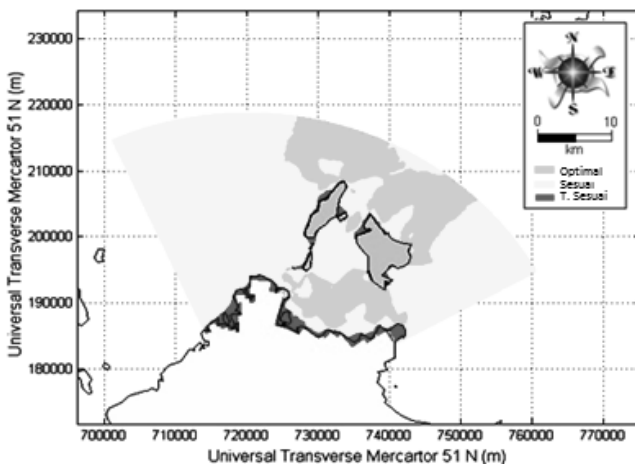 Universal Transverse Mercartor 51 N (m)
230000
220000
210000
200000
190000
180000
N
W
E
S
0 10
km
Optimal
Sesuai
T. Sesuai
700000 710000 720000 730000 740000 750000 760000 770000
Universal Transverse Mercartor 51 N (m)